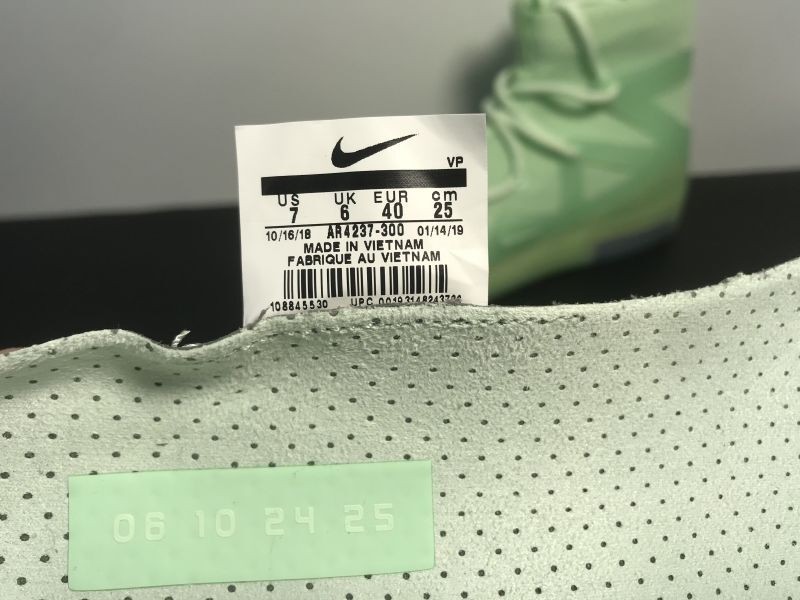 VP
US UK EUR cm
7 6 40 25
10/16/18 AR4237-300 01/14/19
MADE IN VIETNAM
FABRIQUE AU VIETNAM
108845530 UPC
06 10 24 25